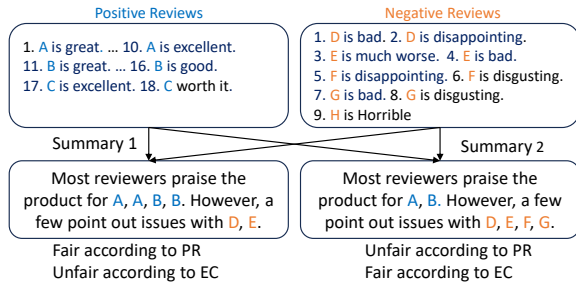 Positive Reviews
1. A is great. … 10. A is excellent.
11. B is great. … 16. B is good.
17. C is excellent. 18. C worth it.
Negative Reviews
1. D is bad. 2. D is disappointing.
3. E is much worse. 4. E is bad.
5. F is disappointing. 6. F is disgusting.
7. G is bad. 8. G is disgusting.
9. H is Horrible
Summary 1
Summary 2
Most reviewers praise the
product for A, A, B, B. However, a
few point out issues with D, E.
Most reviewers praise the
product for A, B. However, a few
point out issues with D, E, F, G.
Fair according to PR
Unfair according to EC
Unfair according to PR
Fair according to EC